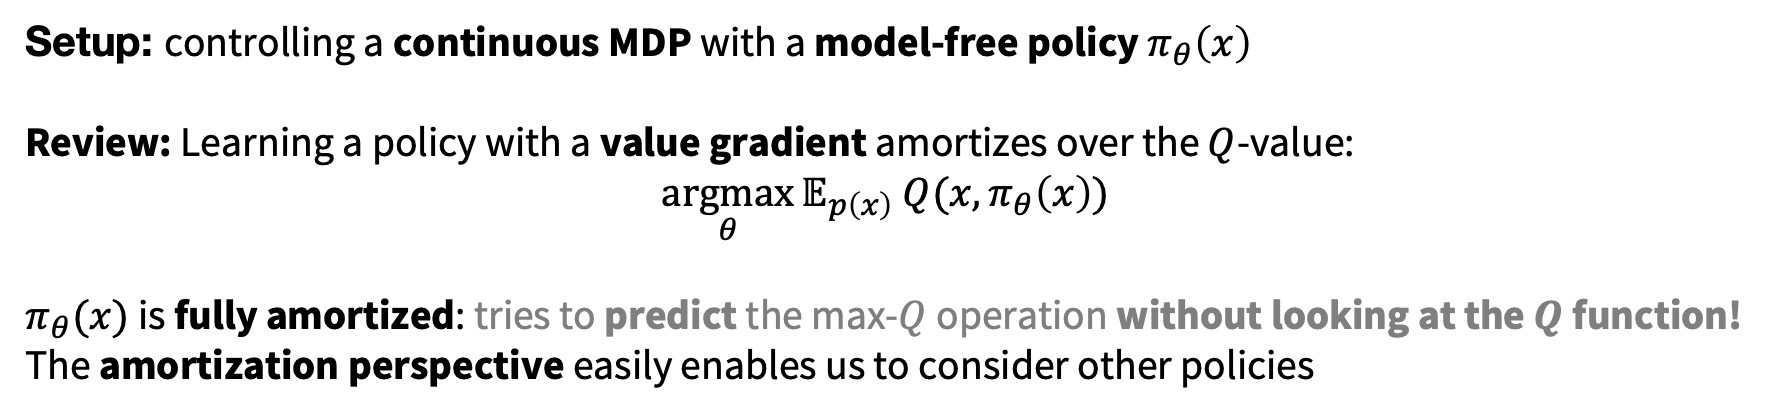 Setup: controlling a continuous MDP with a model-free policy π_θ(x)
Review: Learning a policy with a value gradient amortizes over the Q-value:
argmax_θ 𝔼_{p(x)} Q(x, π_θ(x))
π_θ(x) is fully amortized: tries to predict the max-Q operation without looking at the Q function!
The amortization perspective easily enables us to consider other policies